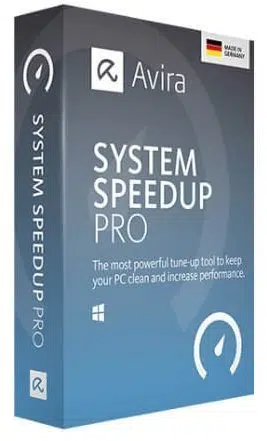 MADE IN
GERMANY
Avira
SYSTEM
SPEEDUP
PRO
The most powerful tune-up tool to keep
your PC clean and increase performance.
SYSTEM SPEEDUP PRO